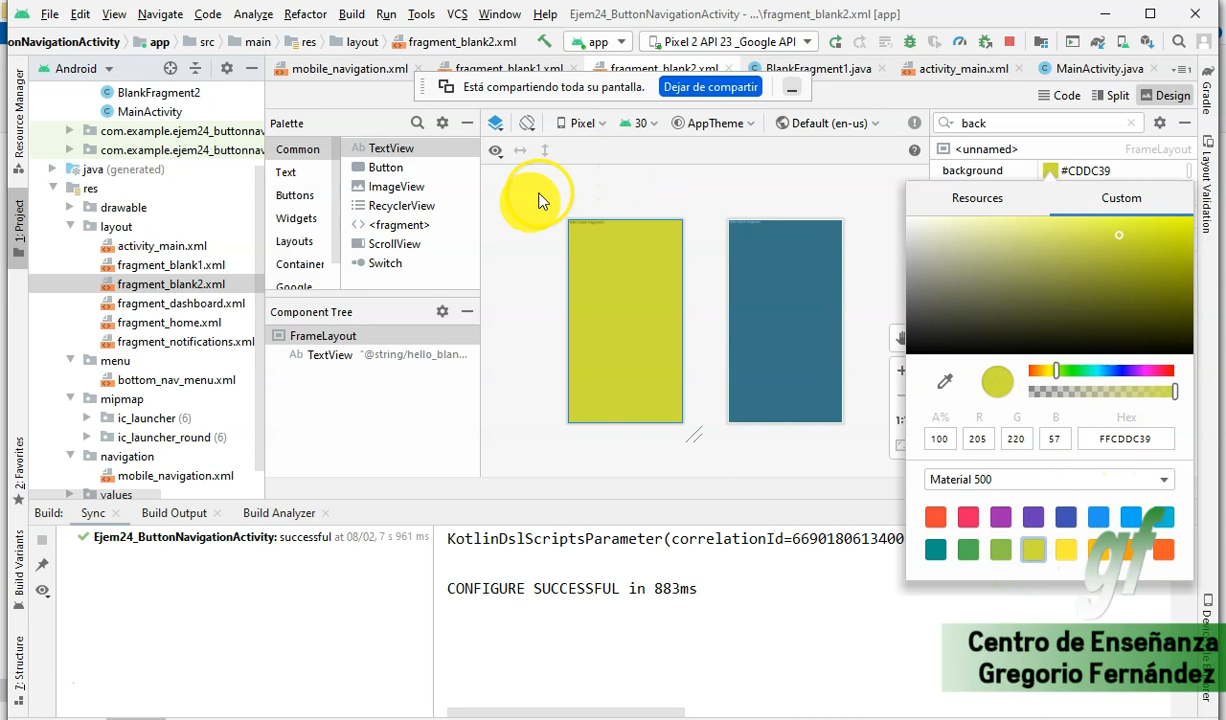 File Edit View Navigate Code Analyze Refactor Build Run Tools VCS Window Help Ejem24_ButtonNavigationActivity - ...\fragment_blank2.xml [app]
onNavigationActivity app src main res layout fragment_blank2.xml app Pixel 2 API 23 _Google API
Android mobile_navigation.xml fragment_blank1.xml fragment_blank2.xml BlankFragment1.java activity_main.xml MainActivity.java
Está compartiendo toda su pantalla. Dejar de compartir
Code Split Design
Resource Manager
1: Project
2: Favorites
Build Variants
7: Structure
Gradle
Layout Validation
BlankFragment2
MainActivity
com.example.ejem24_buttonnav
com.example.ejem24_buttonnav
java (generated)
res
drawable
layout
activity_main.xml
fragment_blank1.xml
fragment_blank2.xml
fragment_dashboard.xml
fragment_home.xml
fragment_notifications.xml
menu
bottom_nav_menu.xml
mipmap
ic_launcher (6)
ic_launcher_round (6)
navigation
mobile_navigation.xml
values
Palette
Common
Text
Buttons
Widgets
Layouts
Container
Google
TextView
Button
ImageView
RecyclerView
<fragment>
ScrollView
Switch
Component Tree
FrameLayout
Ab TextView "@string/hello_blan...
Pixel 30 AppTheme Default (en-us)
back
<unnamed> FrameLayout
background #CDDC39
Resources Custom
A% R G B Hex
100 205 220 57 FFCDDC39
Material 500
Build: Sync Build Output Build Analyzer
Ejem24_ButtonNavigationActivity: successful at 08/02, 7 s 961 ms
KotlinDslScriptsParameter(correlationId=6690180613400
CONFIGURE SUCCESSFUL in 883ms
gf
Centro de Enseñanza
Gregorio Fernández